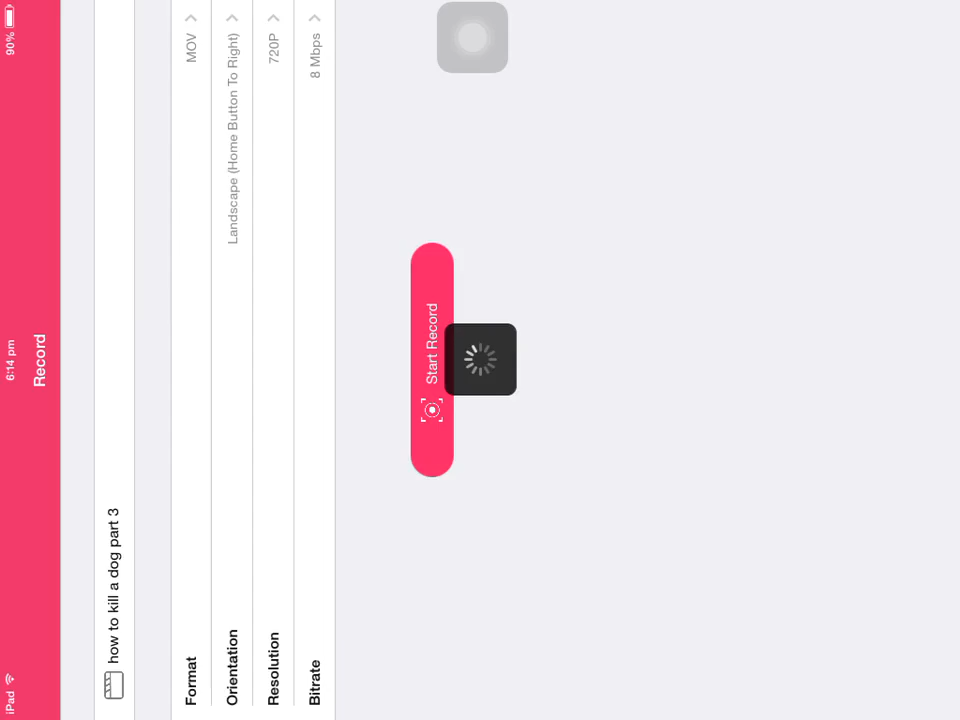 iPad 6:14 pm 90%
Record
how to kill a dog part 3
Format MOV
Orientation Landscape (Home Button To Right)
Resolution 720P
Bitrate 8 Mbps
Start Record